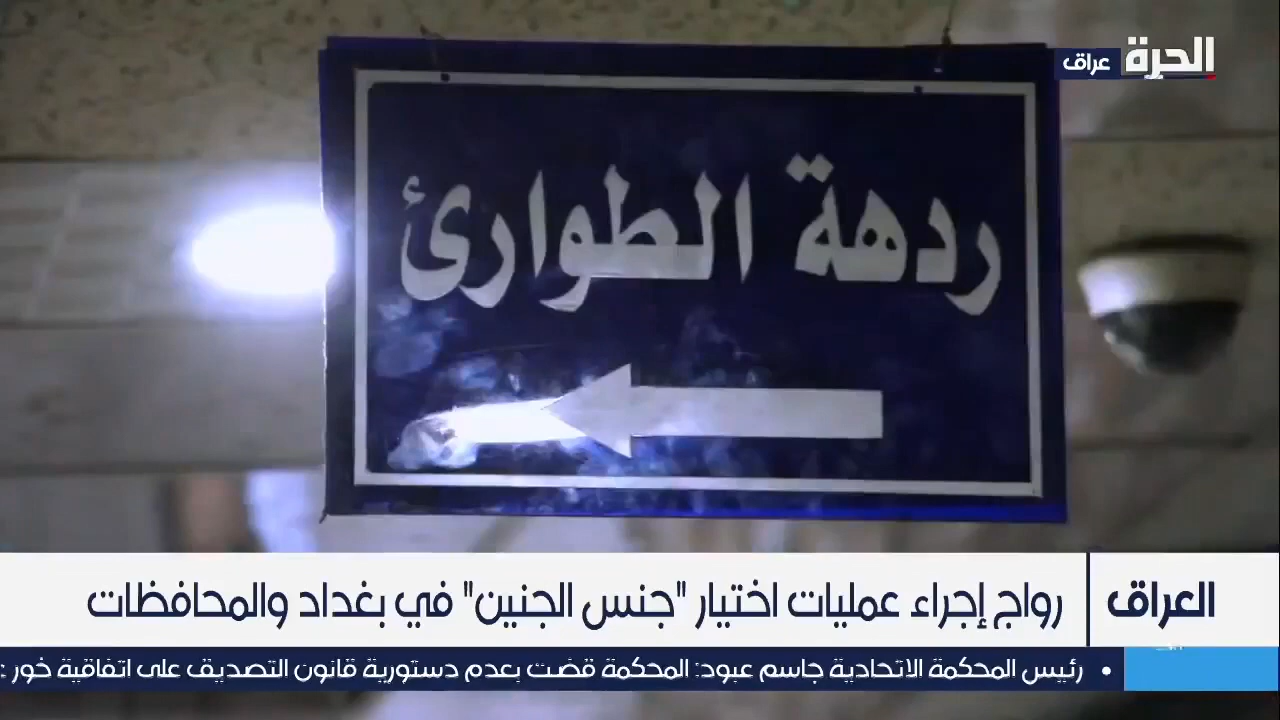 الحرة
عراق
ردهة الطوارئ
العراق
رواج إجراء عمليات اختيار "جنس الجنين" في بغداد والمحافظات
• رئيس المحكمة الاتحادية جاسم عبود: المحكمة قضت بعدم دستورية قانون التصديق على اتفاقية خور